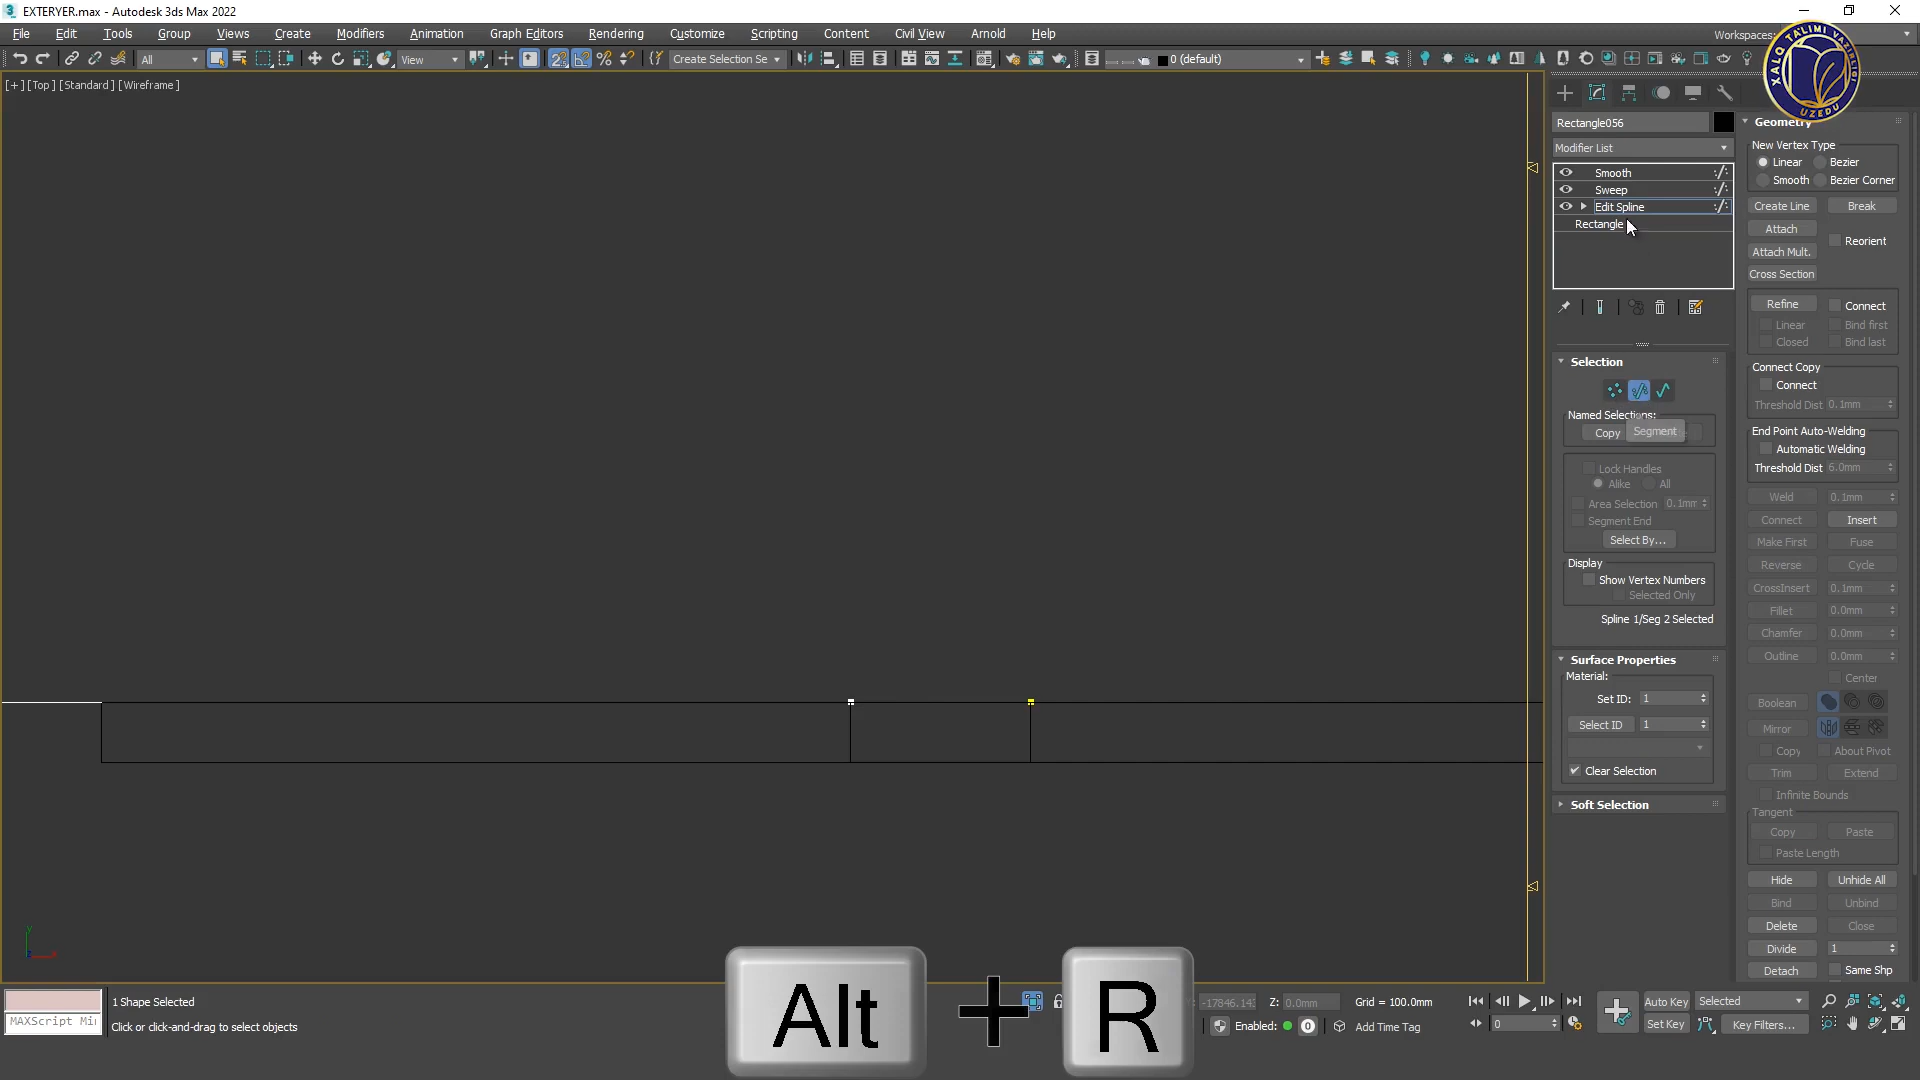 EXTERYER.max - Autodesk 3ds Max 2022
File Edit Tools Group Views Create Modifiers Animation Graph Editors Rendering Customize Scripting Content Civil View Arnold Help
Workspaces:
All View Create Selection Se 0 (default)
XALQ TA'LIMI VAZIRLIGI
UZEDU
[+] [Top] [Standard] [Wireframe]
Rectangle056
Modifier List
Smooth
Sweep
Edit Spline
Rectangle
Selection
Named Selections:
Copy
Segment
Lock Handles
Alike All
Area Selection 0.1mm
Segment End
Select By...
Display
Show Vertex Numbers
Selected Only
Spline 1/Seg 2 Selected
Surface Properties
Material:
Set ID: 1
Select ID 1
Clear Selection
Soft Selection
Geometry
New Vertex Type
Linear Bezier
Smooth Bezier Corner
Create Line Break
Attach
Reorient
Attach Mult.
Cross Section
Refine Connect
Linear Bind first
Closed Bind last
Connect Copy
Connect
Threshold Dist 0.1mm
End Point Auto-Welding
Automatic Welding
Threshold Dist 6.0mm
Weld 0.1mm
Connect Insert
Make First Fuse
Reverse Cycle
CrossInsert 0.1mm
Fillet 0.0mm
Chamfer 0.0mm
Outline 0.0mm
Center
Boolean
Mirror
Copy About Pivot
Trim Extend
Infinite Bounds
Tangent
Copy Paste
Paste Length
Hide Unhide All
Bind Unbind
Delete Close
Divide 1
Detach Same Shp
Alt + R
MAXScript Mi
1 Shape Selected
Click or click-and-drag to select objects
-17846.143 Z: 0.0mm Grid = 100.0mm
Enabled: 0 Add Time Tag
0
Auto Key Selected
Set Key Key Filters...